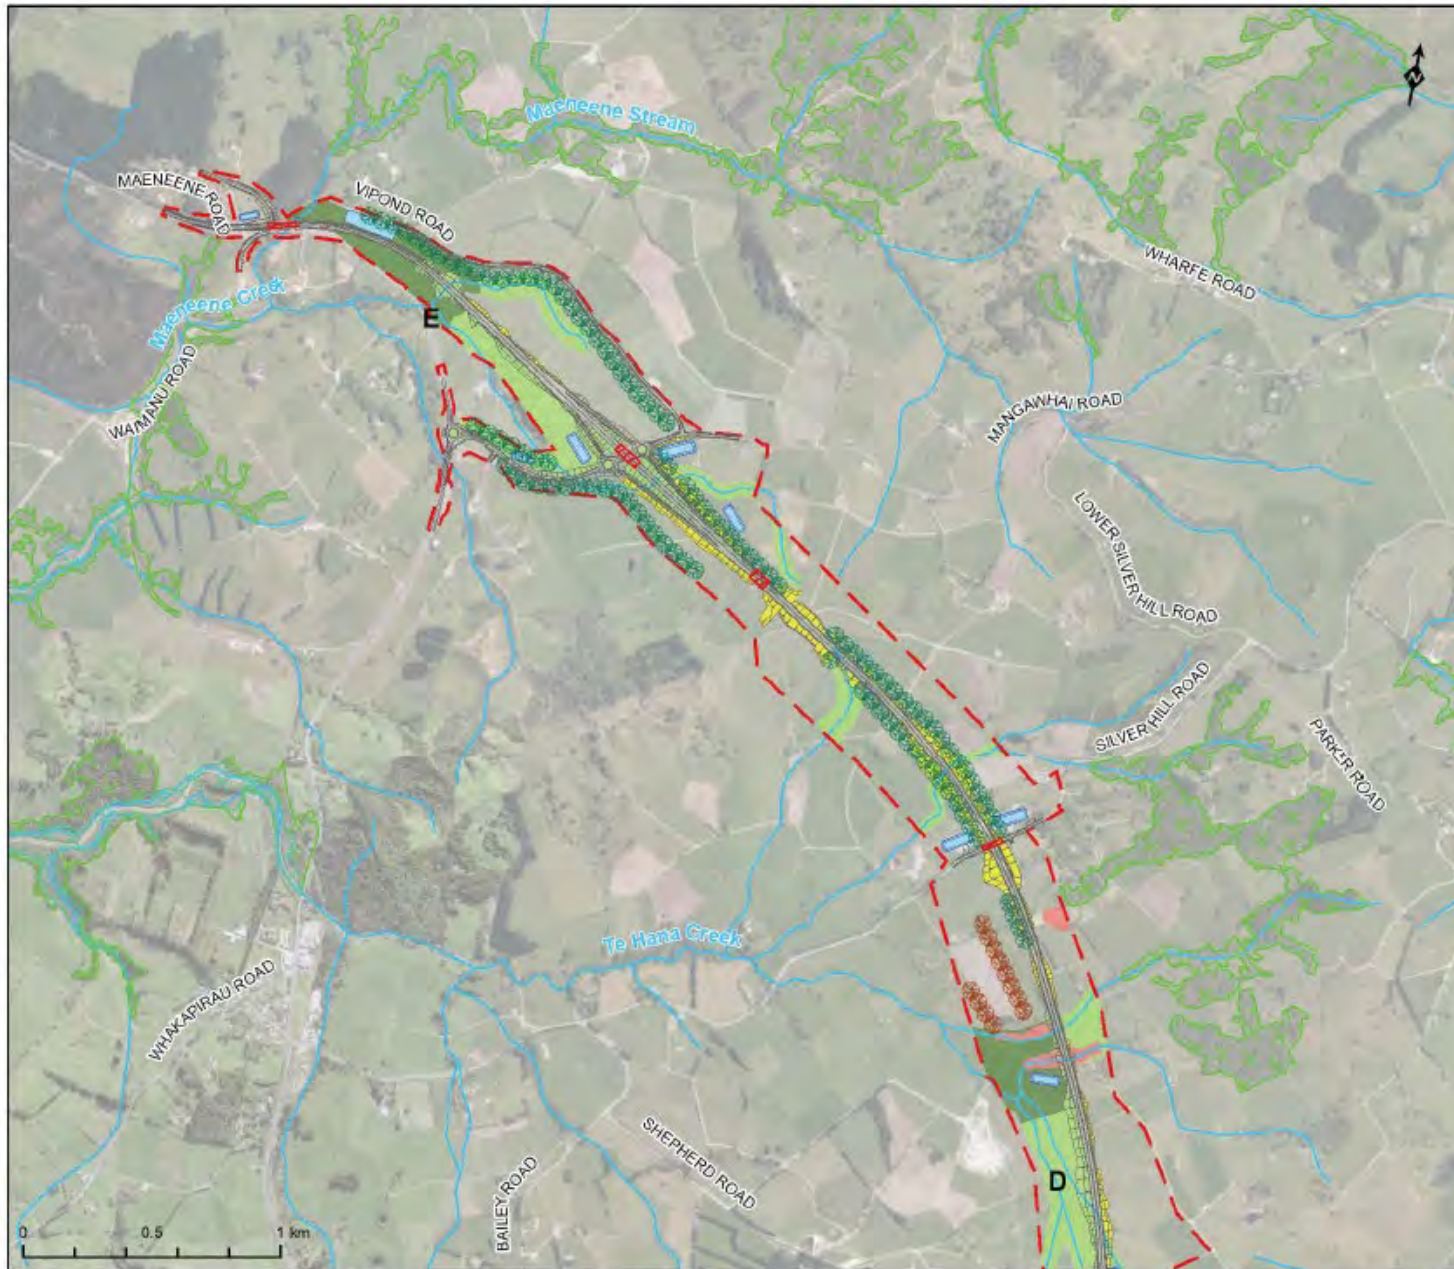 N
Maeneene Stream
MAENEENE ROAD
VIPOND ROAD
WHARFE ROAD
Maeneene Creek
E
WAIMANU ROAD
MANGAWHAI ROAD
LOWER SILVER HILL ROAD
SILVER HILL ROAD
PARKER ROAD
Te Hana Creek
WHAKAPIRAU ROAD
SHEPHERD ROAD
BAILEY ROAD
D
0 0.5 1 km